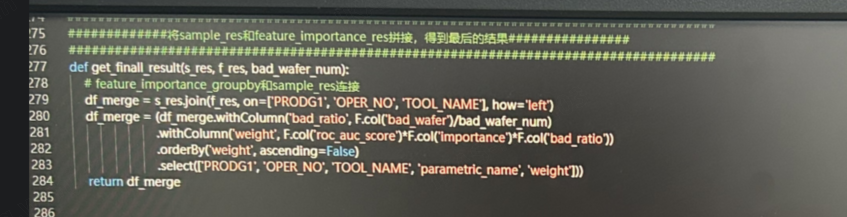 274 ################################################################################
275 #############将sample_res和feature_importance_res拼接，得到最后的结果################
276 ################################################################################
277 def get_finall_result(s_res, f_res, bad_wafer_num):
278     # feature_importance_groupby和sample_res连接
279     df_merge = s_res.join(f_res, on=['PRODG1', 'OPER_NO', 'TOOL_NAME'], how='left')
280     df_merge = (df_merge.withColumn('bad_ratio', F.col('bad_wafer')/bad_wafer_num)
281                 .withColumn('weight', F.col('roc_auc_score')*F.col('importance')*F.col('bad_ratio'))
282                 .orderBy('weight', ascending=False)
283                 .select(['PRODG1', 'OPER_NO', 'TOOL_NAME', 'parametric_name', 'weight']))
284     return df_merge
285
286